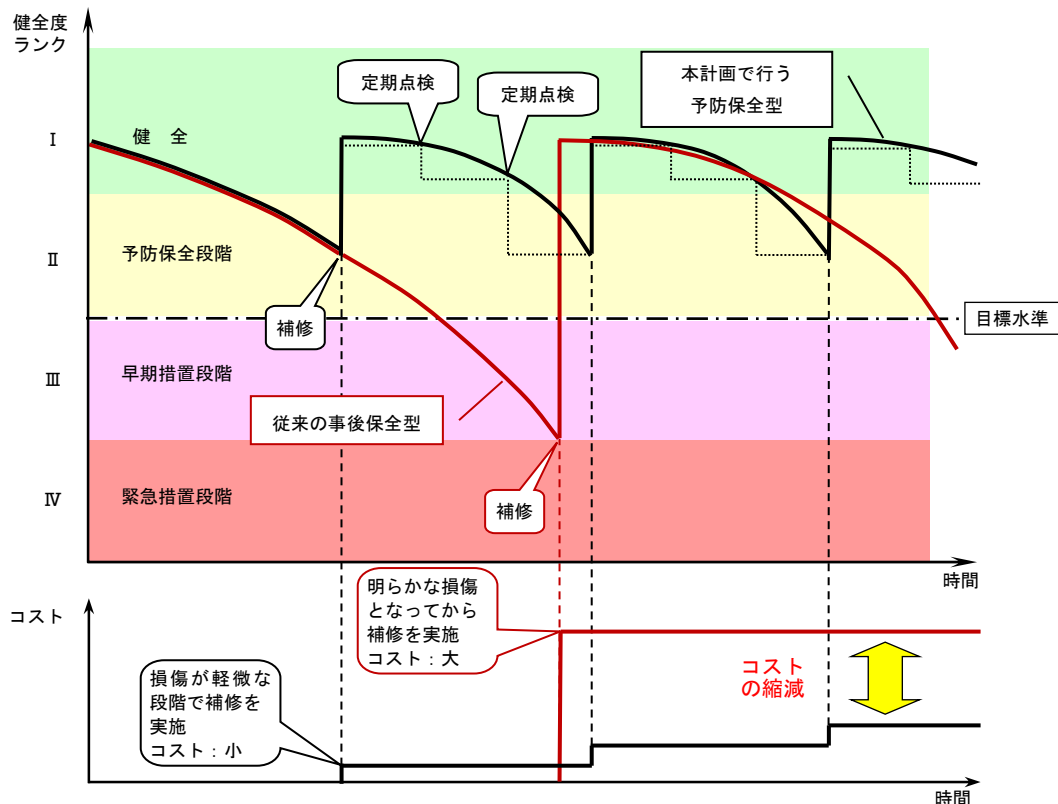 健全度
ランク
定期点検
定期点検
本計画で行う
予防保全型
Ⅰ
健 全
Ⅱ
予防保全段階
補修
目標水準
Ⅲ
早期措置段階
従来の事後保全型
Ⅳ
緊急措置段階
補修
時間
コスト
明らかな損傷
となってから
補修を実施
コスト：大
コスト
の縮減
損傷が軽微な
段階で補修を
実施
コスト：小
時間